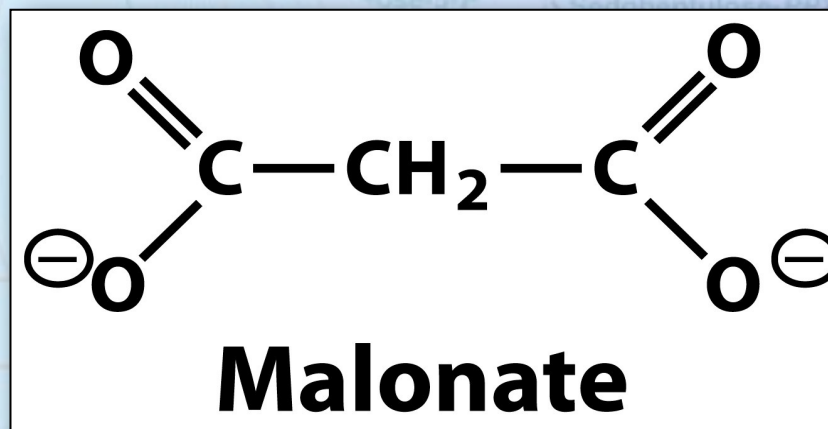 O O
C — CH₂ — C
⊖O O⊖
Malonate